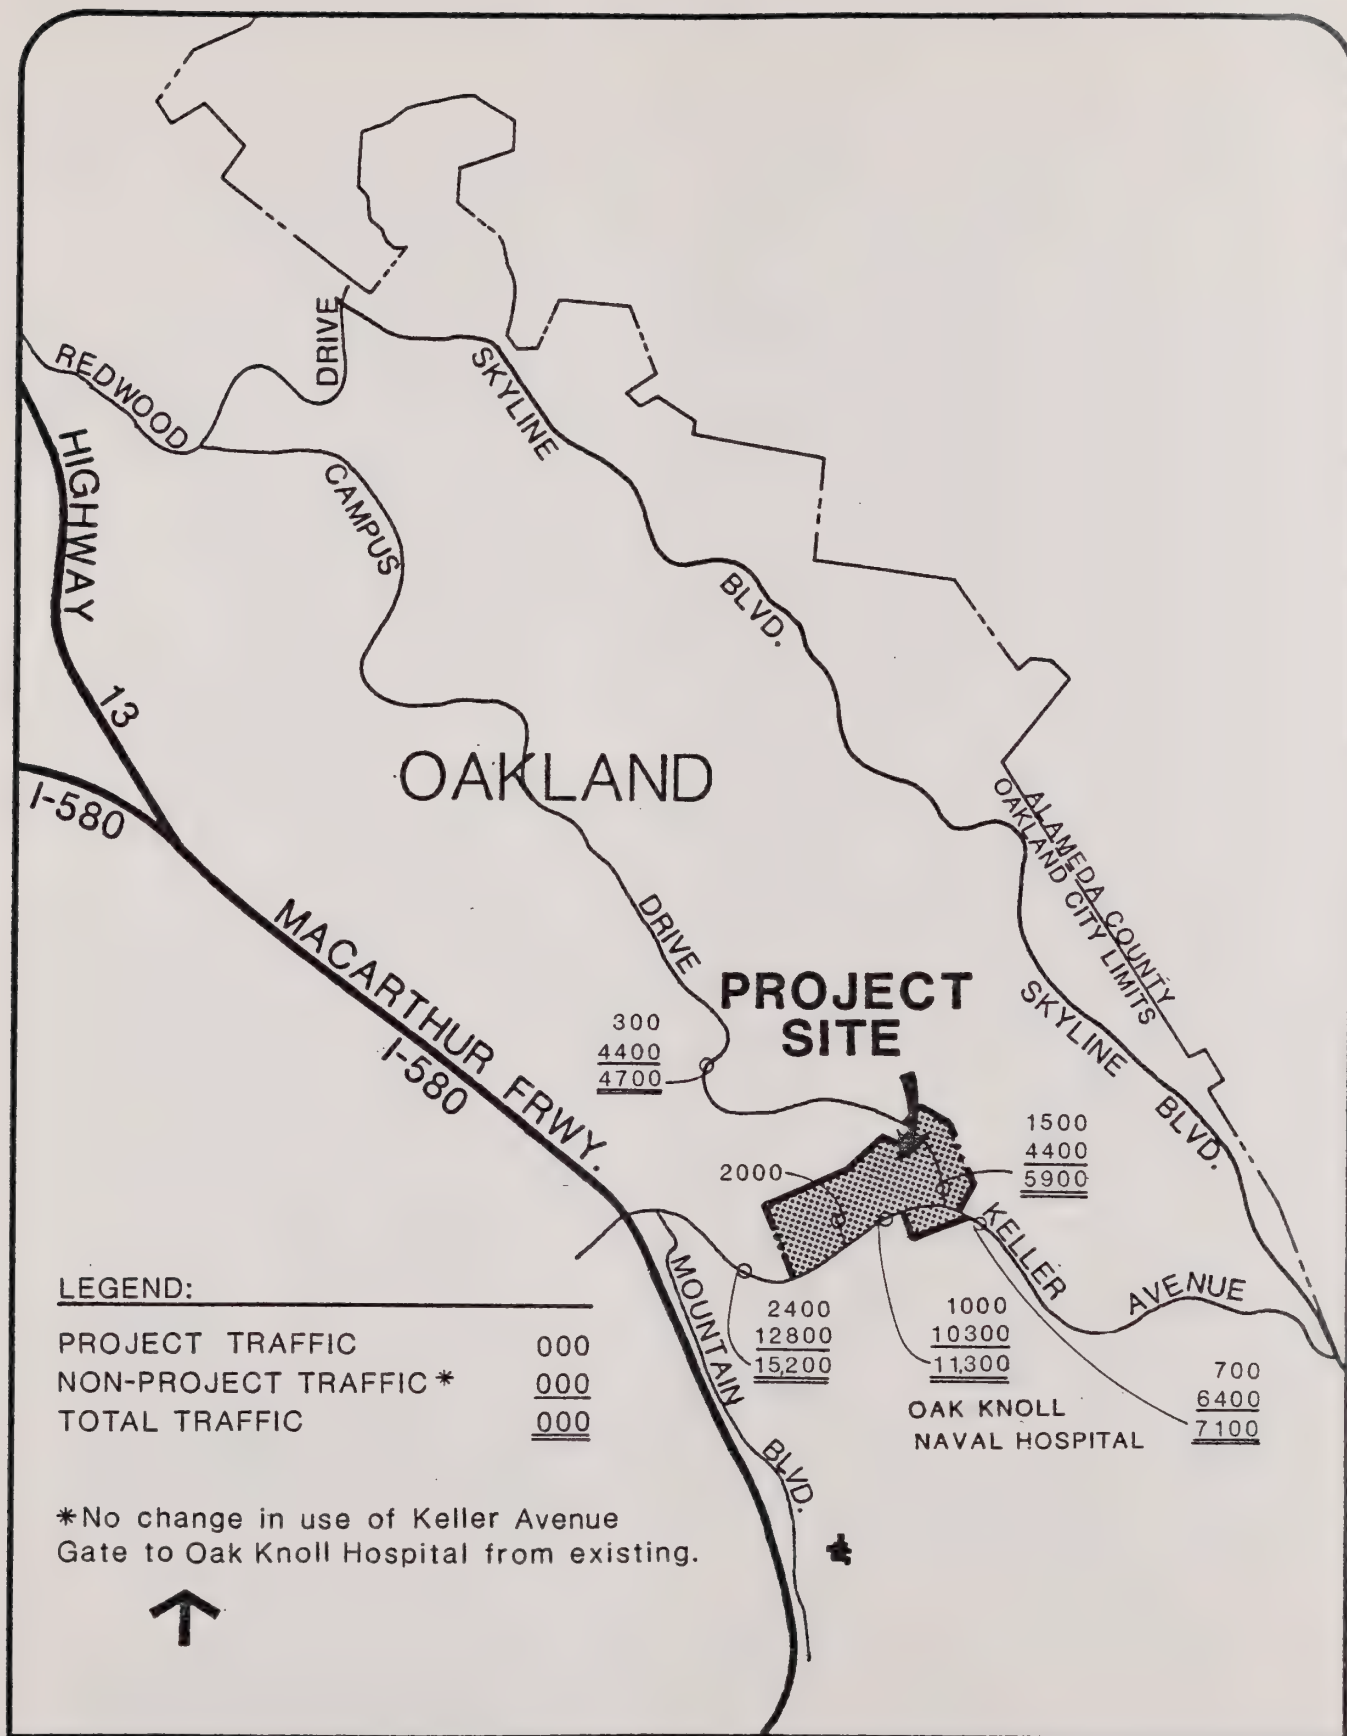 REDWOOD
DRIVE
SKYLINE
BLVD.
HIGHWAY
13
CAMPUS
DRIVE
OAKLAND
I-580
MACARTHUR FRWY.
I-580
ALAMEDA COUNTY
OAKLAND CITY LIMITS
SKYLINE
BLVD.
PROJECT
SITE
300
4400
4700
1500
4400
5900
2000
KELLER
AVENUE
MOUNTAIN
BLVD.
2400
12800
15,200
1000
10300
11,300
700
6400
7100
OAK KNOLL
NAVAL HOSPITAL
LEGEND:
PROJECT TRAFFIC 000
NON-PROJECT TRAFFIC* 000
TOTAL TRAFFIC 000
*No change in use of Keller Avenue
Gate to Oak Knoll Hospital from existing.